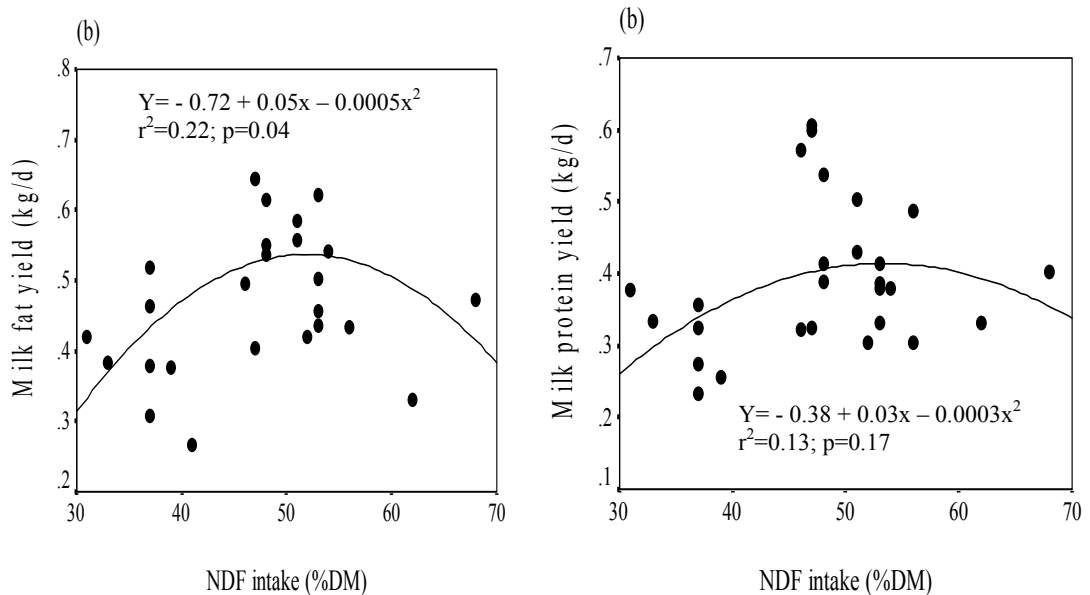 (b)
Milk fat yield (kg/d)
.8
.7
.6
.5
.4
.3
.2
Y= - 0.72 + 0.05x – 0.0005x²
r²=0.22; p=0.04
30 40 50 60 70
NDF intake (%DM)
(b)
Milk protein yield (kg/d)
.7
.6
.5
.4
.3
.2
.1
Y= - 0.38 + 0.03x – 0.0003x²
r²=0.13; p=0.17
30 40 50 60 70
NDF intake (%DM)